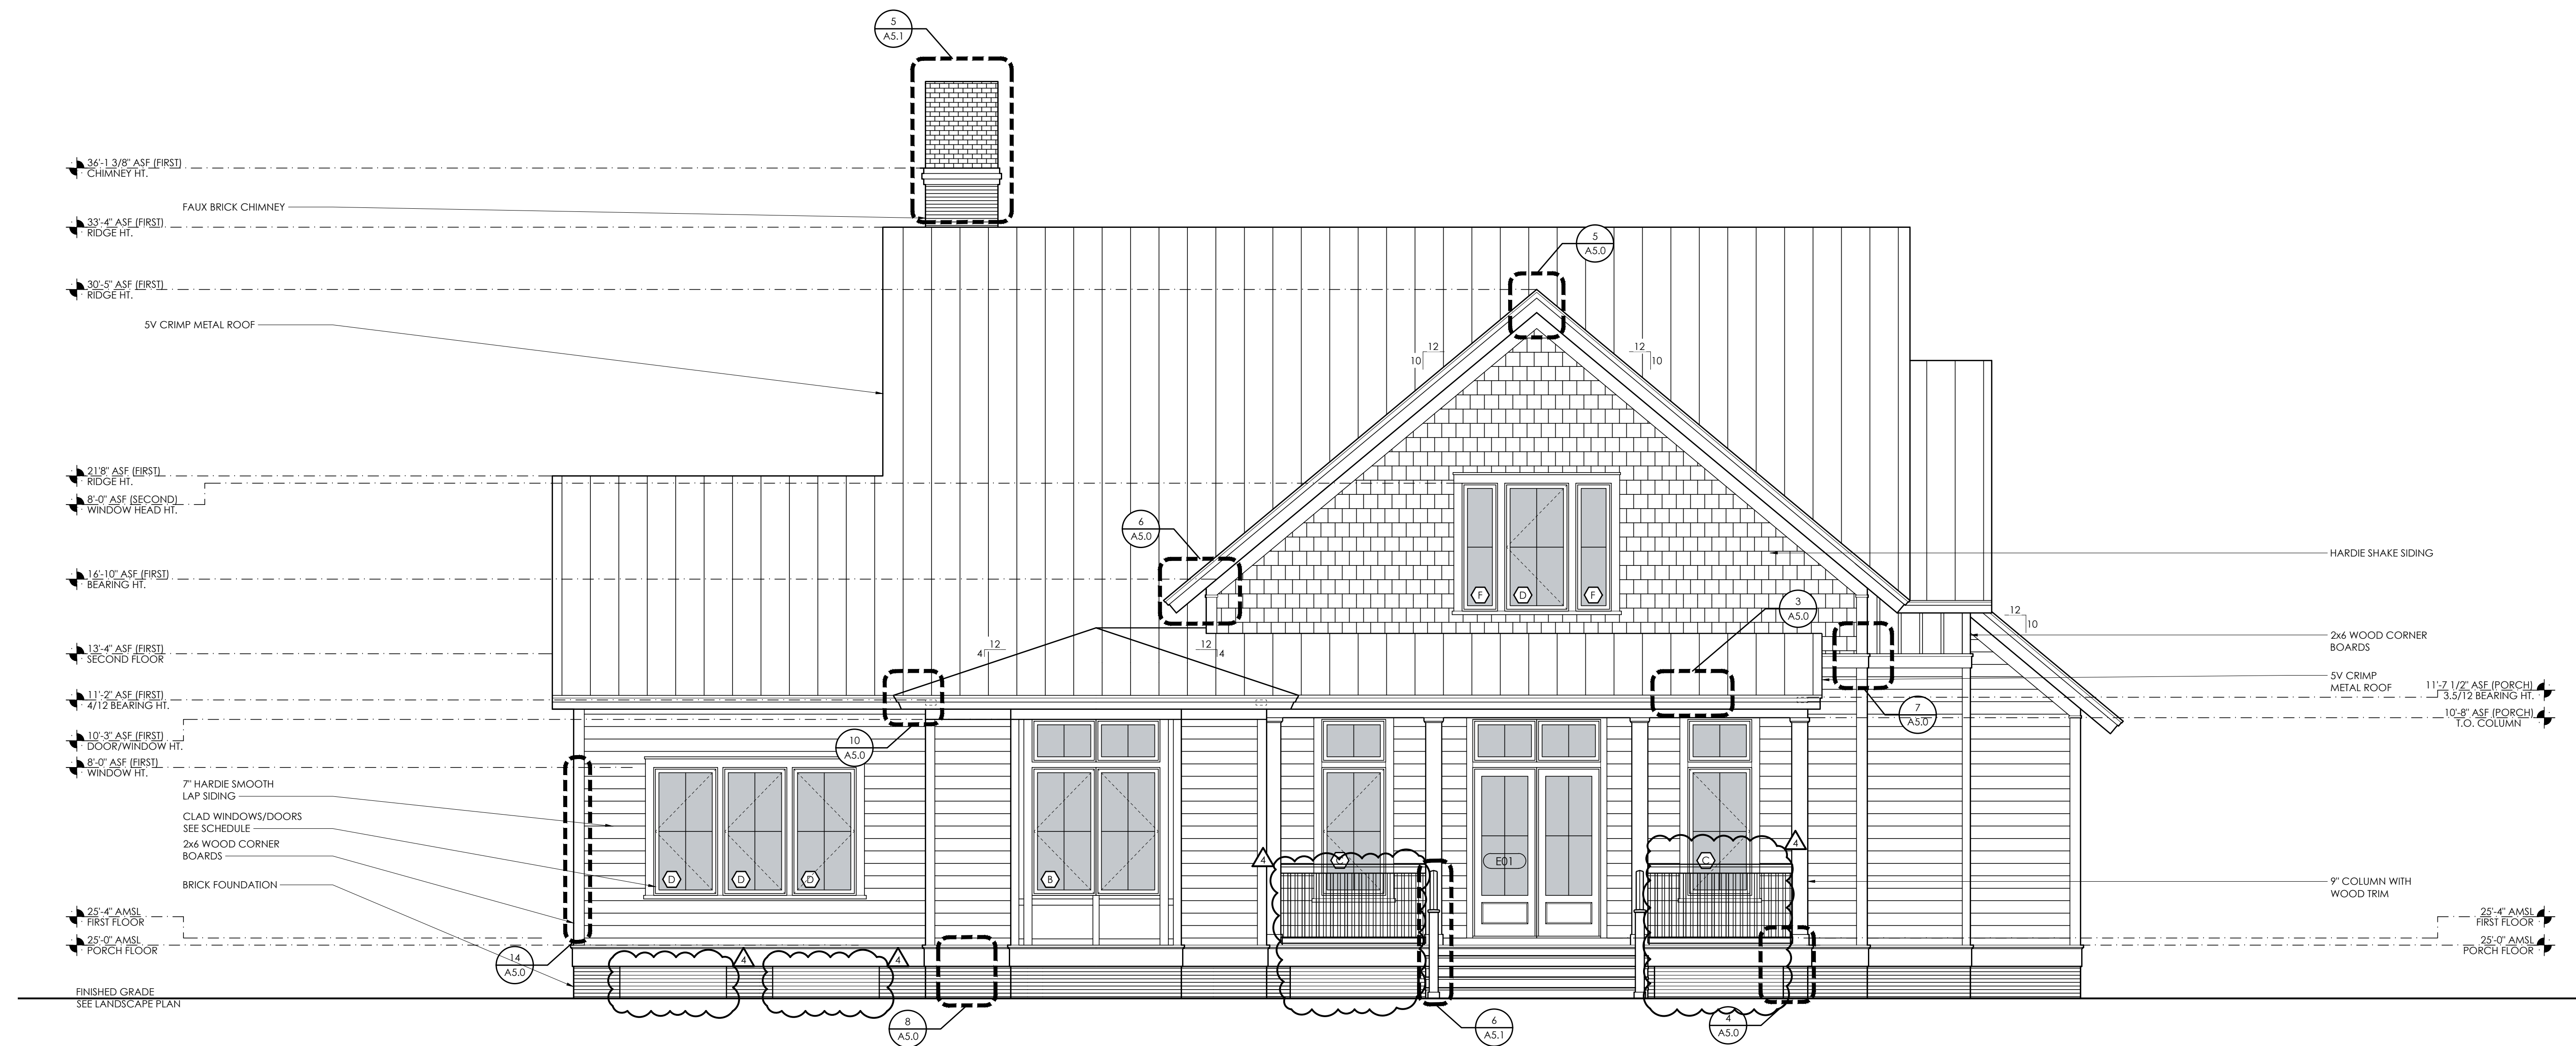 5
A5.1
36'-1 3/8" ASF (FIRST)
CHIMNEY HT.
FAUX BRICK CHIMNEY
33'-4" ASF (FIRST)
RIDGE HT.
5
A5.0
30'-5" ASF (FIRST)
RIDGE HT.
5V CRIMP METAL ROOF
12
10
12
10
21'8" ASF (FIRST)
RIDGE HT.
8'-0" ASF (SECOND)
WINDOW HEAD HT.
6
A5.0
HARDIE SHAKE SIDING
16'-10" ASF (FIRST)
BEARING HT.
F
D
F
3
A5.0
12
10
2x6 WOOD CORNER
BOARDS
13'-4" ASF (FIRST)
SECOND FLOOR
12
4
12
4
5V CRIMP
METAL ROOF
11'-7 1/2" ASF (PORCH)
3.5/12 BEARING HT.
11'-2" ASF (FIRST)
4/12 BEARING HT.
7
A5.0
10'-8" ASF (PORCH)
T.O. COLUMN
10'-3" ASF (FIRST)
DOOR/WINDOW HT.
10
A5.0
8'-0" ASF (FIRST)
WINDOW HT.
7" HARDIE SMOOTH
LAP SIDING
CLAD WINDOWS/DOORS
SEE SCHEDULE
2x6 WOOD CORNER
BOARDS
BRICK FOUNDATION
D
D
D
B
4
C
E01
C
4
9" COLUMN WITH
WOOD TRIM
25'-4" AMSL
FIRST FLOOR
25'-0" AMSL
PORCH FLOOR
25'-4" AMSL
FIRST FLOOR
25'-0" AMSL
PORCH FLOOR
14
A5.0
4
4
FINISHED GRADE
SEE LANDSCAPE PLAN
8
A5.0
6
A5.1
4
A5.0